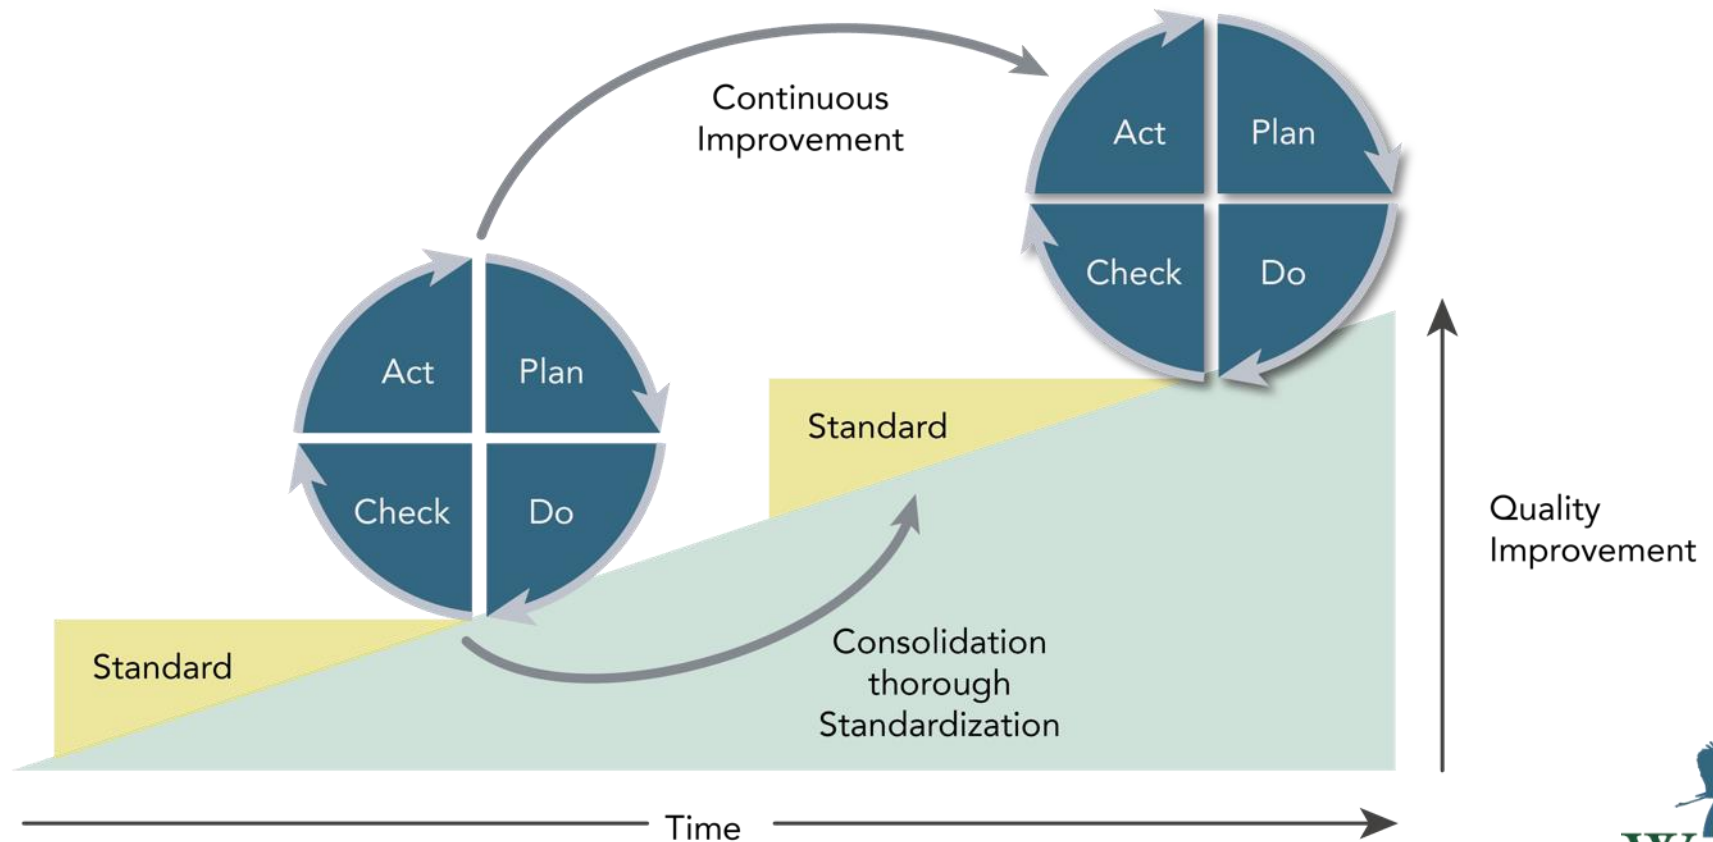 Continuous
Improvement
Act
Plan
Check
Do
Act
Plan
Check
Do
Standard
Standard
Quality
Improvement
Consolidation
thorough
Standardization
Time